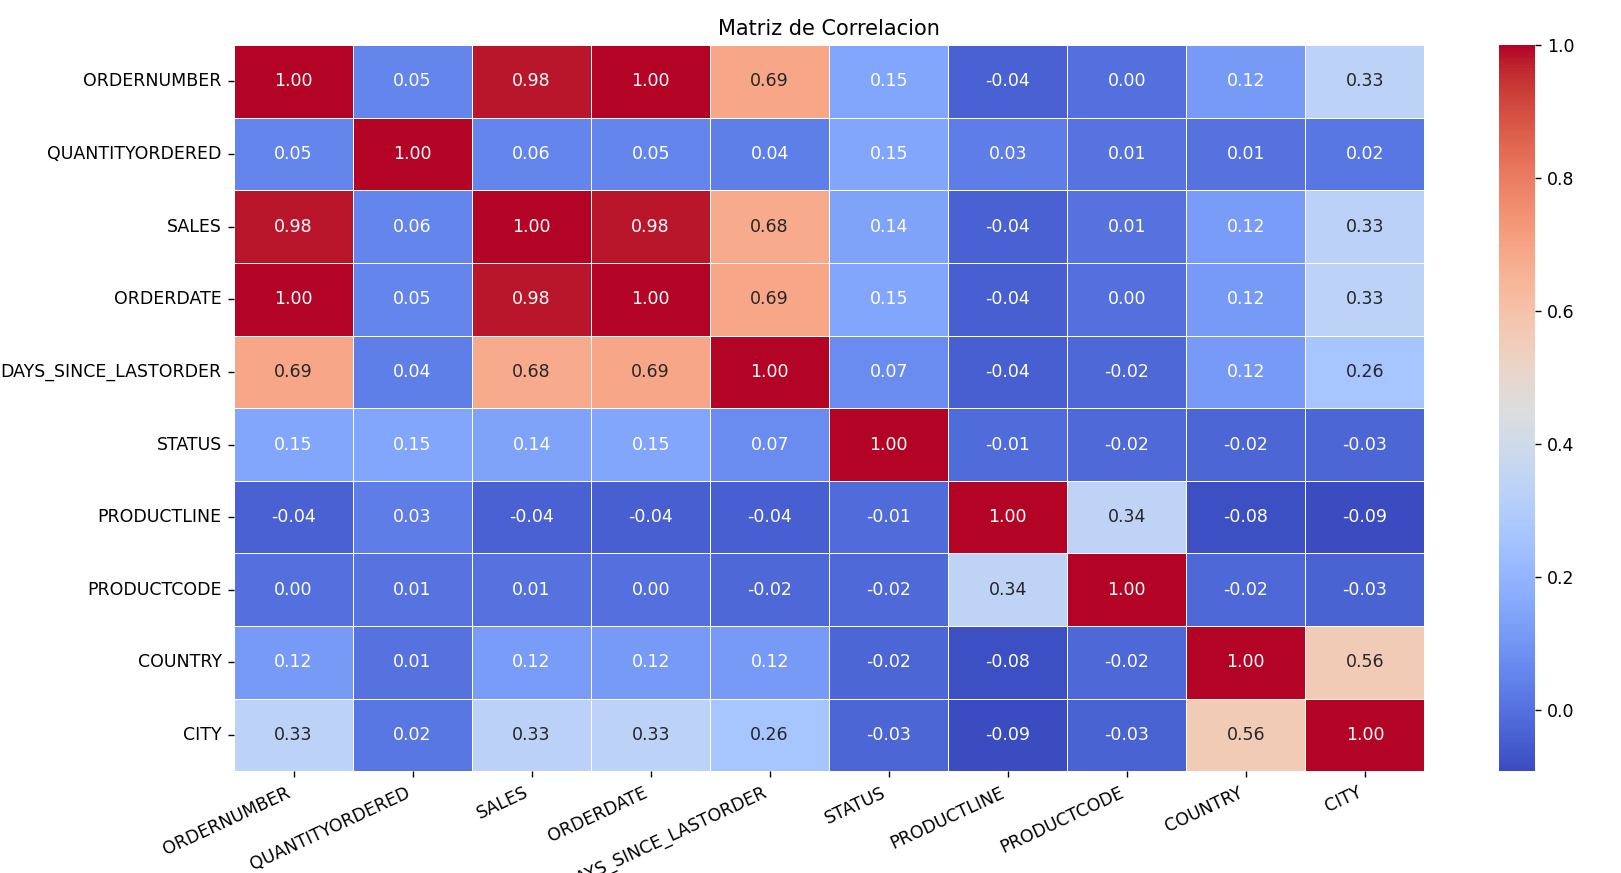 Matriz de Correlacion
ORDERNUMBER 1.00 0.05 0.98 1.00 0.69 0.15 -0.04 0.00 0.12 0.33
QUANTITYORDERED 0.05 1.00 0.06 0.05 0.04 0.15 0.03 0.01 0.01 0.02
SALES 0.98 0.06 1.00 0.98 0.68 0.14 -0.04 0.01 0.12 0.33
ORDERDATE 1.00 0.05 0.98 1.00 0.69 0.15 -0.04 0.00 0.12 0.33
DAYS_SINCE_LASTORDER 0.69 0.04 0.68 0.69 1.00 0.07 -0.04 -0.02 0.12 0.26
STATUS 0.15 0.15 0.14 0.15 0.07 1.00 -0.01 -0.02 -0.02 -0.03
PRODUCTLINE -0.04 0.03 -0.04 -0.04 -0.04 -0.01 1.00 0.34 -0.08 -0.09
PRODUCTCODE 0.00 0.01 0.01 0.00 -0.02 -0.02 0.34 1.00 -0.02 -0.03
COUNTRY 0.12 0.01 0.12 0.12 0.12 -0.02 -0.08 -0.02 1.00 0.56
CITY 0.33 0.02 0.33 0.33 0.26 -0.03 -0.09 -0.03 0.56 1.00
ORDERNUMBER
QUANTITYORDERED
SALES
ORDERDATE
AYS_SINCE_LASTORDER
STATUS
PRODUCTLINE
PRODUCTCODE
COUNTRY
CITY
1.0
0.8
0.6
0.4
0.2
0.0